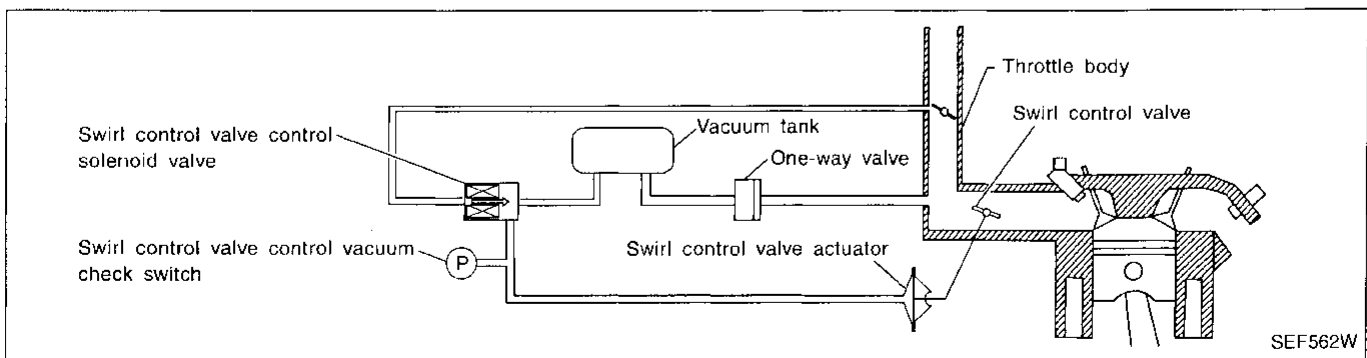 Throttle body
Swirl control valve
Swirl control valve control
solenoid valve
Vacuum tank
One-way valve
Swirl control valve control vacuum
check switch
P
Swirl control valve actuator
SEF562W